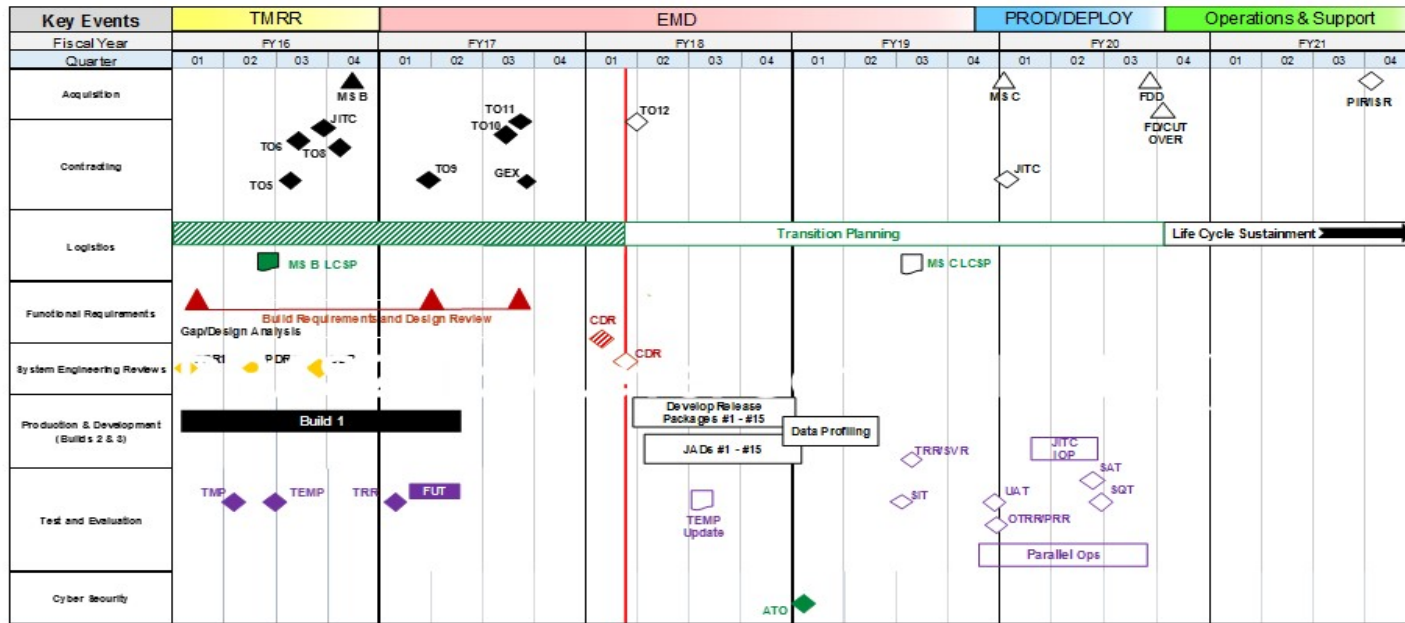 Key Events TMRR EMD PROD/DEPLOY Operations & Support
Fiscal Year FY16 FY17 FY18 FY19 FY20 FY21
Quarter 01 02 03 04 01 02 03 04 01 02 03 04 01 02 03 04 01 02 03 04 01 02 03 04
Acquisition
MS B
MS C
FDD
PIR/ISR
FD/CUT
OVER
Contracting
JITC
TO6
TO8
TO5
TO11
TO10
TO9
GEX
TO12
JITC
Logistics
Transition Planning
Life Cycle Sustainment
MS B LCSP
MS C LCSP
Functional Requirements
Build Requirements and Design Review
Gap/Design Analysis
CDR
System Engineering Reviews
CDR
Production & Development
(Builds 2 & 3)
Build 1
Develop Release
Packages #1 - #15
JADs #1 - #15
Data Profiling
TRR/SVR
JITC
IOP
Test and Evaluation
TMP
TEMP
TRR
FUT
TEMP
Update
SIT
UAT
OTRR/PRR
SAT
SQT
Parallel Ops
Cyber Security
ATO